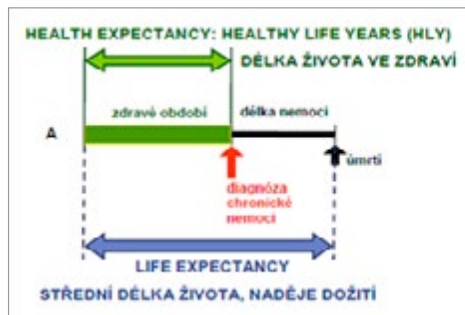 HEALTH EXPECTANCY: HEALTHY LIFE YEARS (HLY)
DÉLKA ŽIVOTA VE ZDRAVÍ
zdravé období
délka nemoci
A
úmrtí
diagnóza
chronické
nemoci
LIFE EXPECTANCY
STŘEDNÍ DÉLKA ŽIVOTA, NADĚJE DOŽITÍ